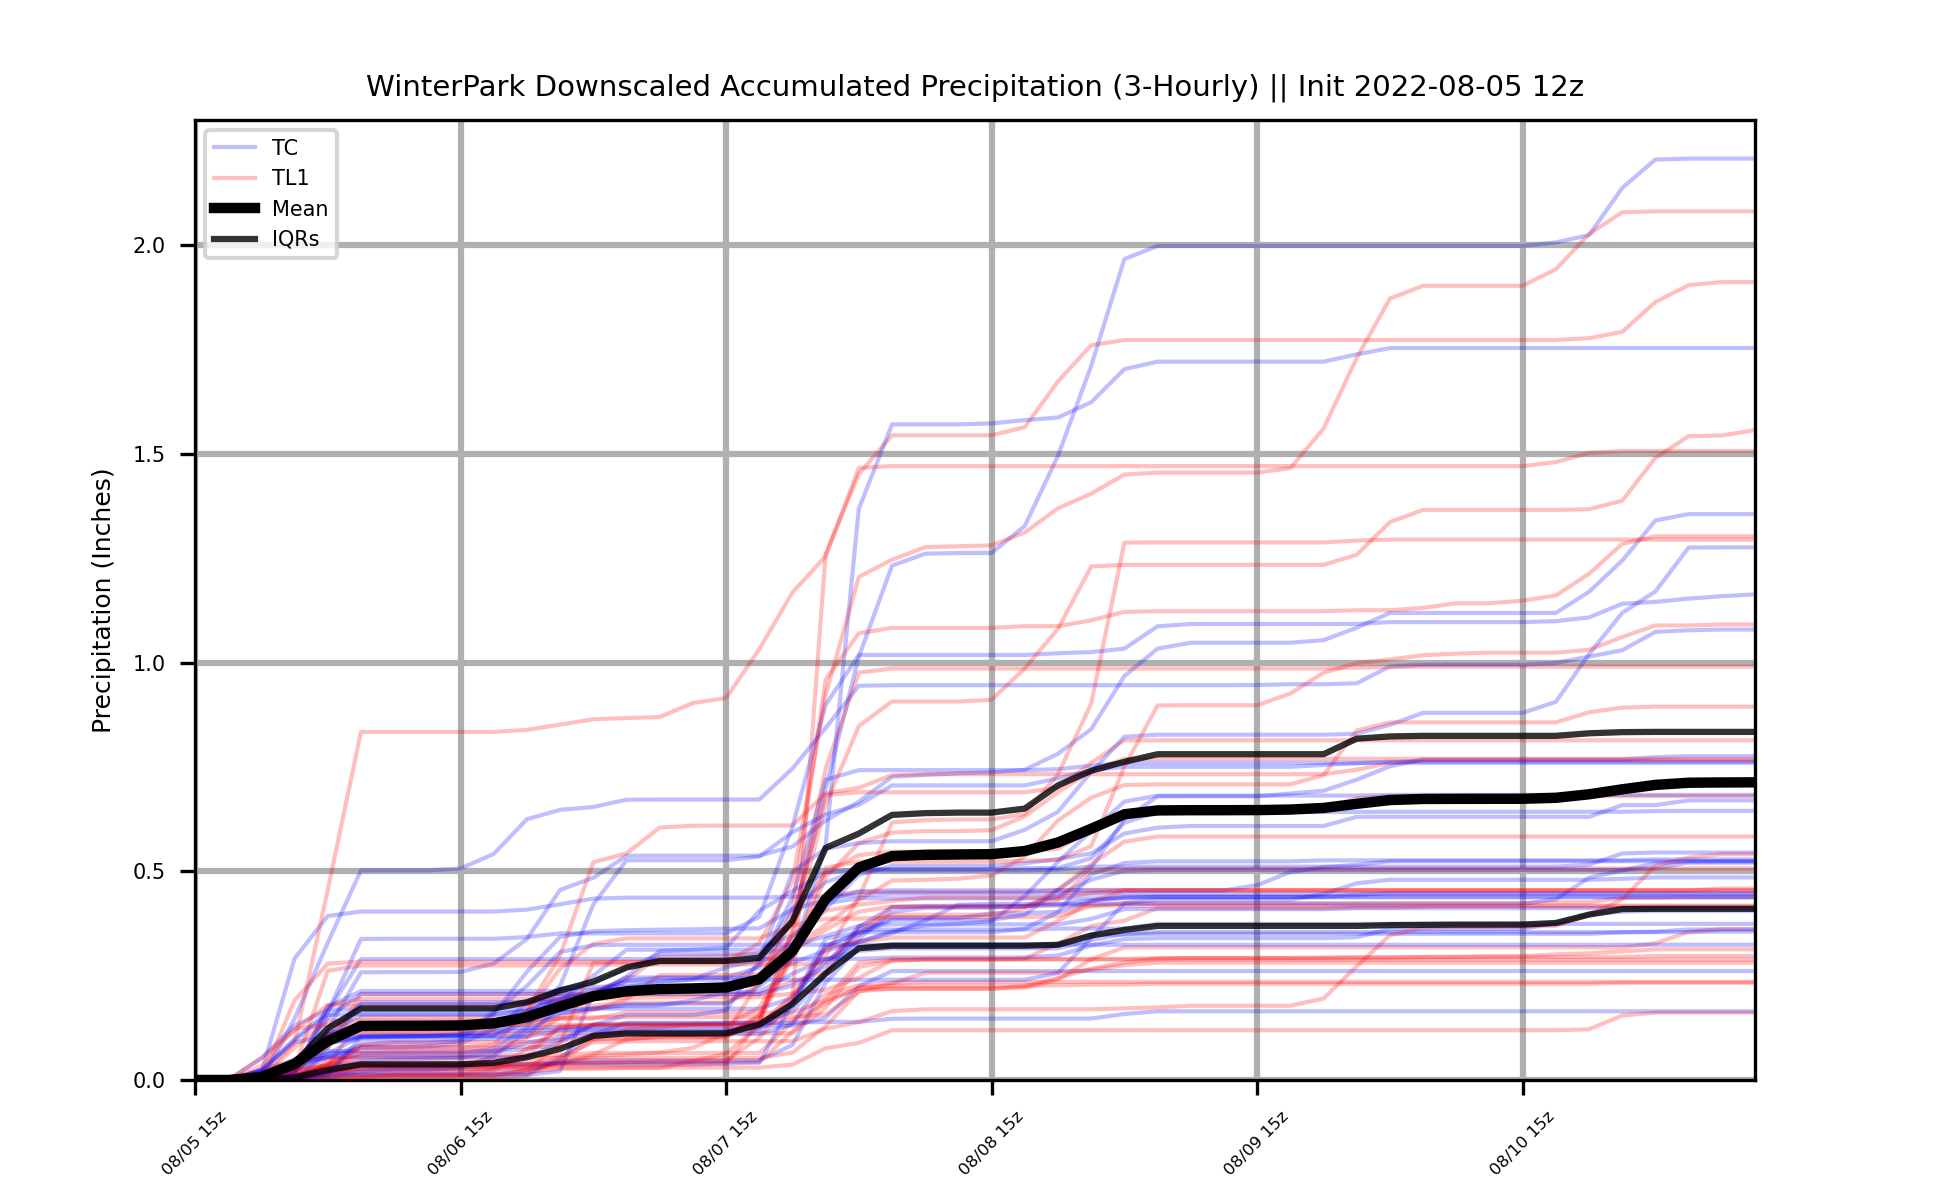 WinterPark Downscaled Accumulated Precipitation (3-Hourly) || Init 2022-08-05 12z
TC
TL1
Mean
IQRs
Precipitation (Inches)
2.0
1.5
1.0
0.5
0.0
08/05 15z
08/06 15z
08/07 15z
08/08 15z
08/09 15z
08/10 15z